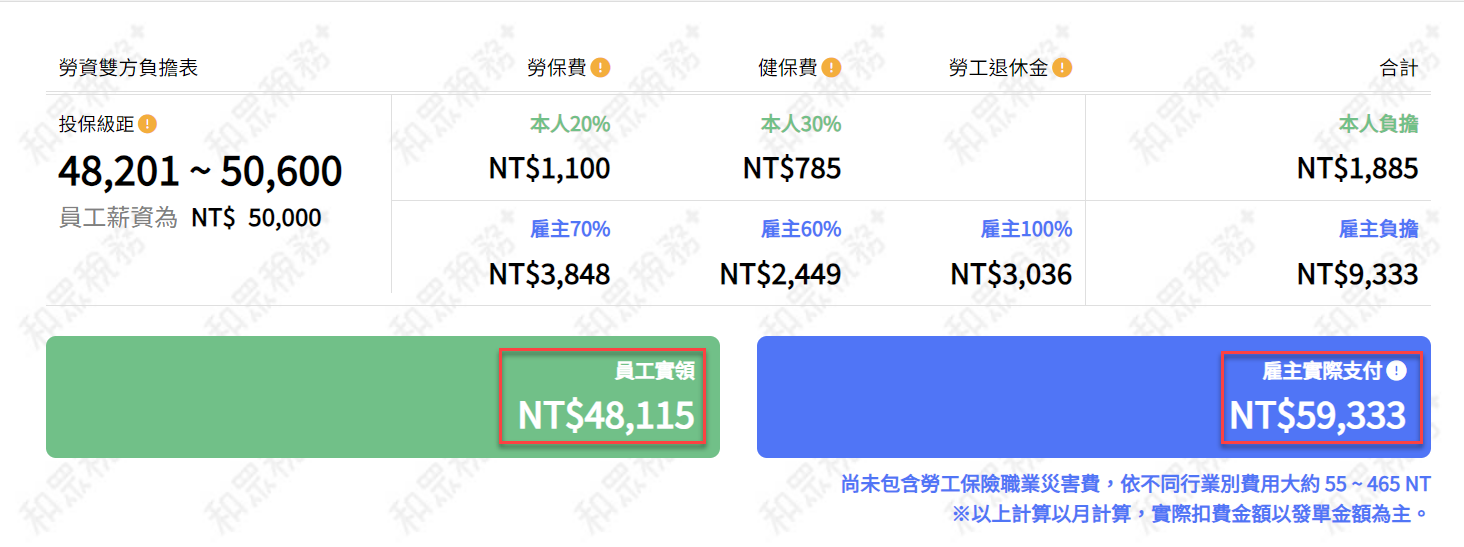 勞資雙方負擔表 勞保費 ! 健保費 ! 勞工退休金 ! 合計
投保級距 ! 本人20% 本人30% 本人負擔
48,201 ~ 50,600 NT$1,100 NT$785 NT$1,885
員工薪資為 NT$ 50,000
雇主70% 雇主60% 雇主100% 雇主負擔
NT$3,848 NT$2,449 NT$3,036 NT$9,333
員工實領 雇主實際支付 !
NT$48,115 NT$59,333
尚未包含勞工保險職業災害費，依不同行業別費用大約 55 ~ 465 NT
※以上計算以月計算，實際扣費金額以發單金額為主。
和眾稅務